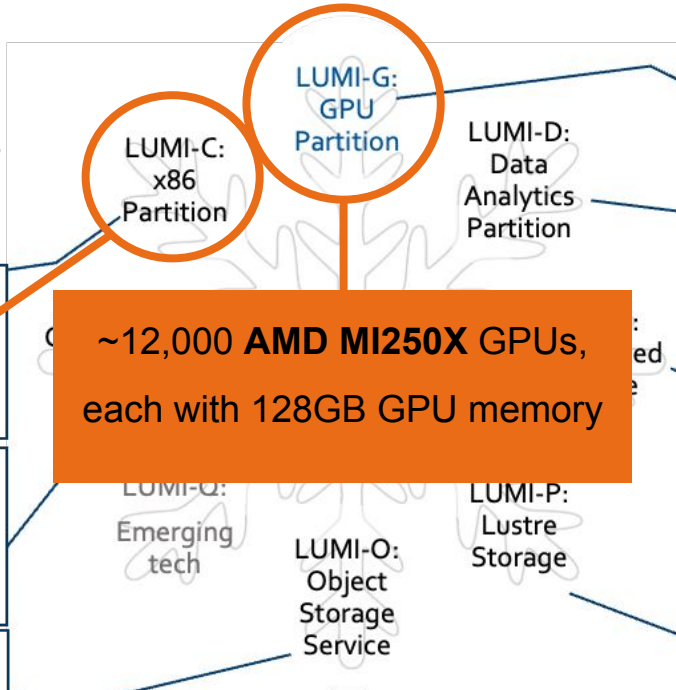 LUMI-G:
GPU
Partition
LUMI-C:
x86
Partition
LUMI-D:
Data
Analytics
Partition
~12,000 AMD MI250X GPUs,
each with 128GB GPU memory
LUMI-Q:
Emerging
tech
LUMI-P:
Lustre
Storage
LUMI-O:
Object
Storage
Service